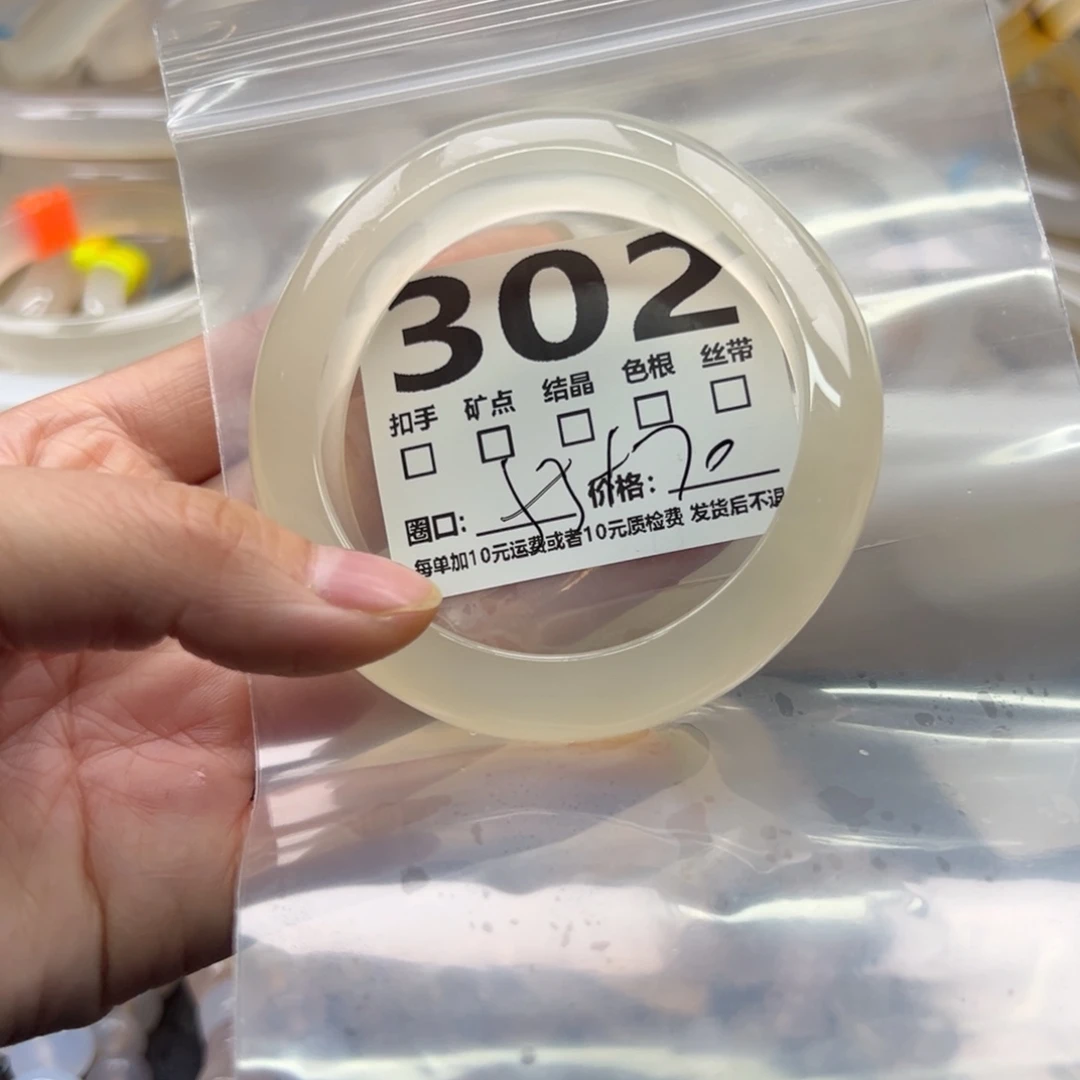 302
扣手 矿点 结晶 色根 丝带
圈口: 价格:
每单加10元运费或者10元质检费 发货后不退